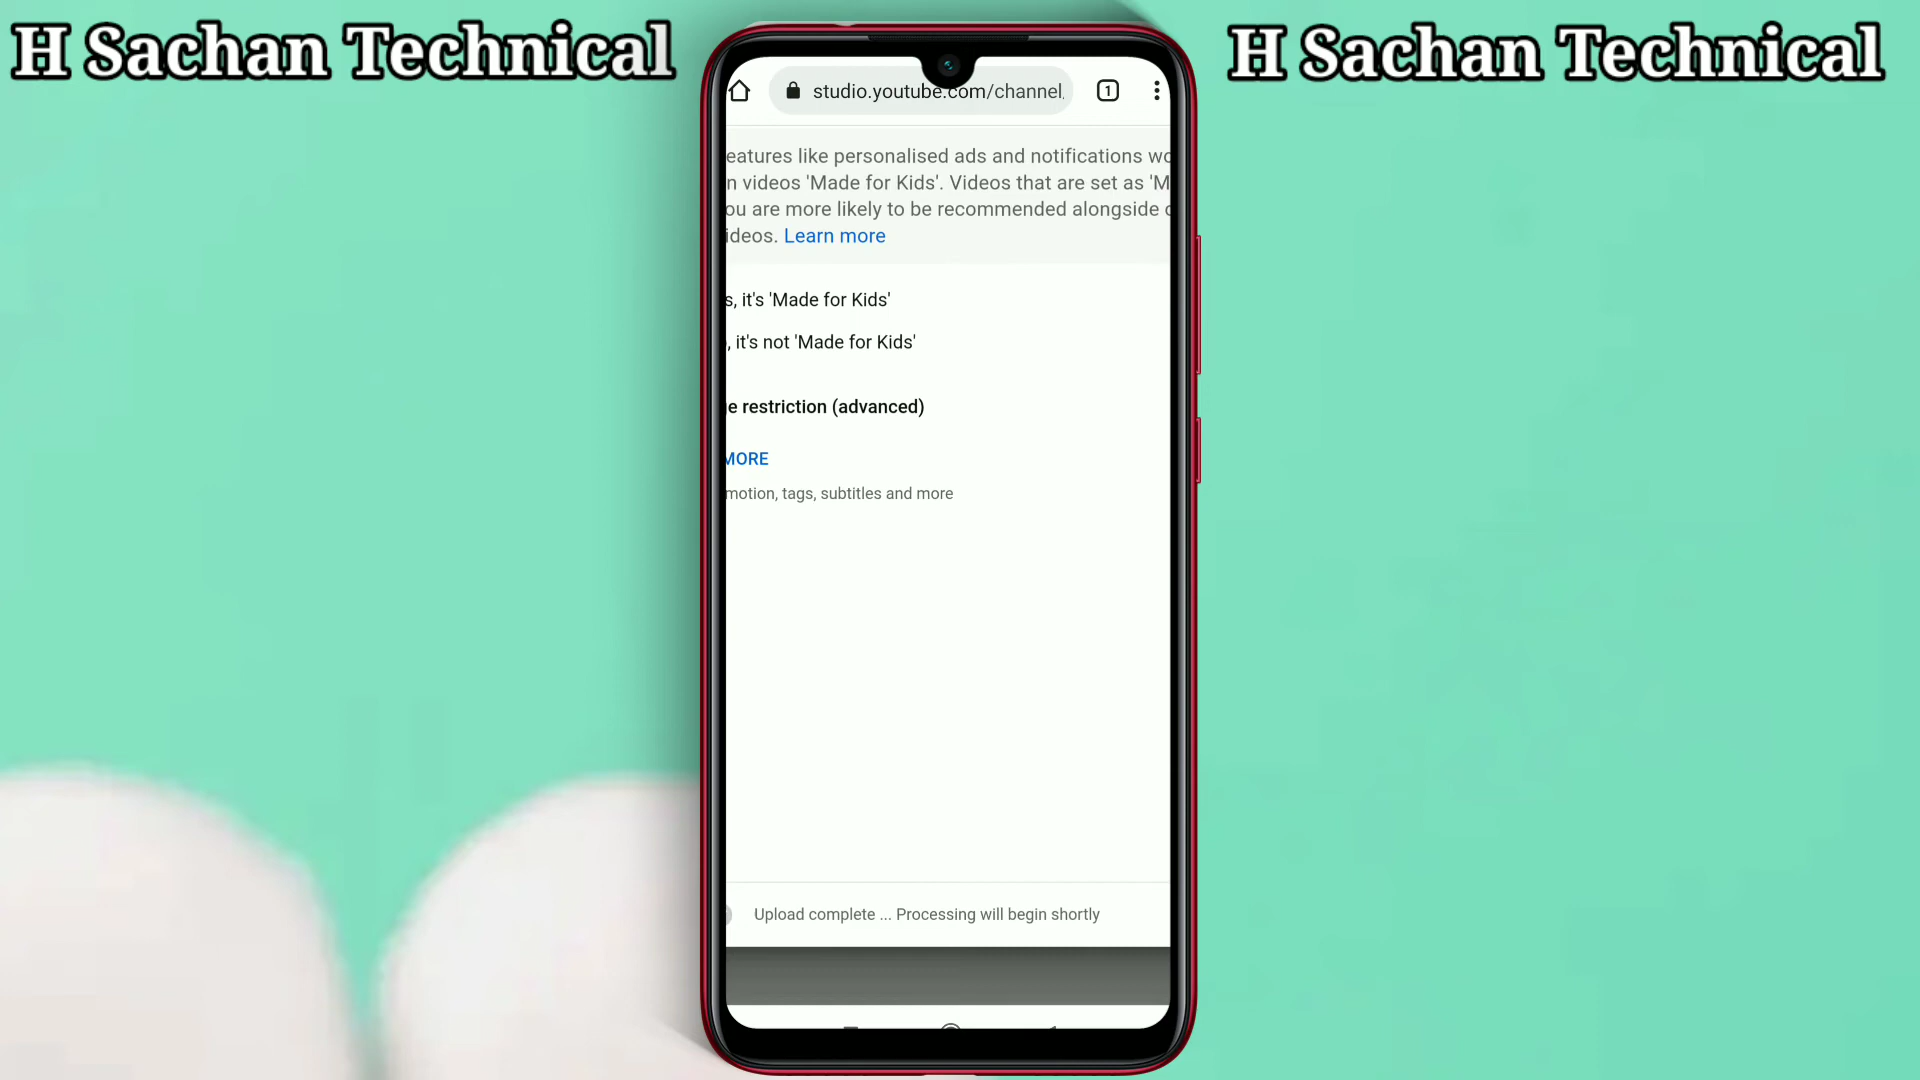 H Sachan Technical
H Sachan Technical
studio.youtube.com/channel
1
eatures like personalised ads and notifications wo
n videos 'Made for Kids'. Videos that are set as 'M
ou are more likely to be recommended alongside
ideos. Learn more
s, it's 'Made for Kids'
, it's not 'Made for Kids'
e restriction (advanced)
MORE
motion, tags, subtitles and more
Upload complete ... Processing will begin shortly